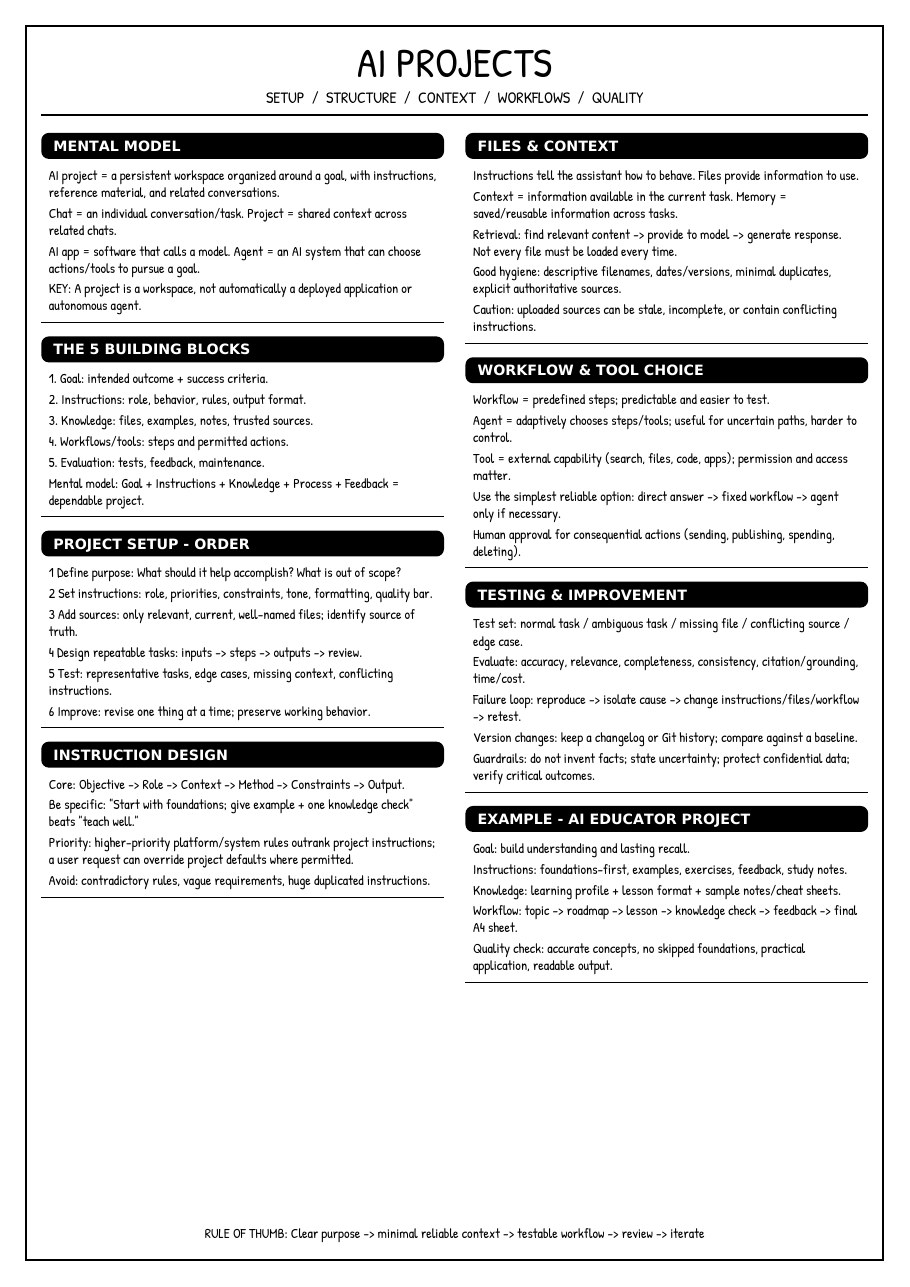 AI PROJECTS
SETUP / STRUCTURE / CONTEXT / WORKFLOWS / QUALITY
MENTAL MODEL
AI project = a persistent workspace organized around a goal, with instructions,
reference material, and related conversations.
Chat = an individual conversation/task. Project = shared context across
related chats.
AI app = software that calls a model. Agent = an AI system that can choose
actions/tools to pursue a goal.
KEY: A project is a workspace, not automatically a deployed application or
autonomous agent.
THE 5 BUILDING BLOCKS
1. Goal: intended outcome + success criteria.
2. Instructions: role, behavior, rules, output format.
3. Knowledge: files, examples, notes, trusted sources.
4. Workflows/tools: steps and permitted actions.
5. Evaluation: tests, feedback, maintenance.
Mental model: Goal + Instructions + Knowledge + Process + Feedback =
dependable project.
PROJECT SETUP - ORDER
1 Define purpose: What should it help accomplish? What is out of scope?
2 Set instructions: role, priorities, constraints, tone, formatting, quality bar.
3 Add sources: only relevant, current, well-named files; identify source of
truth.
4 Design repeatable tasks: inputs -> steps -> outputs -> review.
5 Test: representative tasks, edge cases, missing context, conflicting
instructions.
6 Improve: revise one thing at a time; preserve working behavior.
INSTRUCTION DESIGN
Core: Objective -> Role -> Context -> Method -> Constraints -> Output.
Be specific: "Start with foundations; give example + one knowledge check"
beats "teach well."
Priority: higher-priority platform/system rules outrank project instructions;
a user request can override project defaults where permitted.
Avoid: contradictory rules, vague requirements, huge duplicated instructions.
FILES & CONTEXT
Instructions tell the assistant how to behave. Files provide information to use.
Context = information available in the current task. Memory =
saved/reusable information across tasks.
Retrieval: find relevant content -> provide to model -> generate response.
Not every file must be loaded every time.
Good hygiene: descriptive filenames, dates/versions, minimal duplicates,
explicit authoritative sources.
Caution: uploaded sources can be stale, incomplete, or contain conflicting
instructions.
WORKFLOW & TOOL CHOICE
Workflow = predefined steps; predictable and easier to test.
Agent = adaptively chooses steps/tools; useful for uncertain paths, harder to
control.
Tool = external capability (search, files, code, apps); permission and access
matter.
Use the simplest reliable option: direct answer -> fixed workflow -> agent
only if necessary.
Human approval for consequential actions (sending, publishing, spending,
deleting).
TESTING & IMPROVEMENT
Test set: normal task / ambiguous task / missing file / conflicting source /
edge case.
Evaluate: accuracy, relevance, completeness, consistency, citation/grounding,
time/cost.
Failure loop: reproduce -> isolate cause -> change instructions/files/workflow
-> retest.
Version changes: keep a changelog or Git history; compare against a baseline.
Guardrails: do not invent facts; state uncertainty; protect confidential data;
verify critical outcomes.
EXAMPLE - AI EDUCATOR PROJECT
Goal: build understanding and lasting recall.
Instructions: foundations-first, examples, exercises, feedback, study notes.
Knowledge: learning profile + lesson format + sample notes/cheat sheets.
Workflow: topic -> roadmap -> lesson -> knowledge check -> feedback -> final
A4 sheet.
Quality check: accurate concepts, no skipped foundations, practical
application, readable output.
RULE OF THUMB: Clear purpose -> minimal reliable context -> testable workflow -> review -> iterate